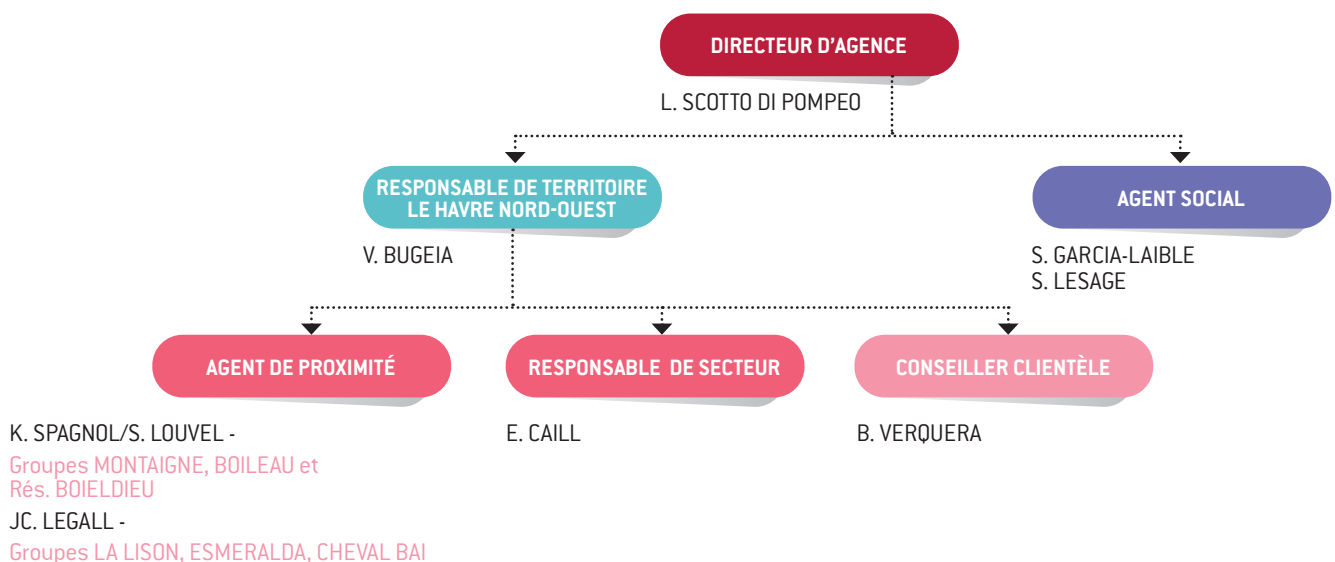 DIRECTEUR D'AGENCE
L. SCOTTO DI POMPEO
RESPONSABLE DE TERRITOIRE
LE HAVRE NORD-OUEST
V. BUGEIA
AGENT SOCIAL
S. GARCIA-LAIBLE
S. LESAGE
AGENT DE PROXIMITÉ
K. SPAGNOL/S. LOUVEL -
Groupes MONTAIGNE, BOILEAU et
Rés. BOIELDIEU
JC. LEGALL -
Groupes LA LISON, ESMERALDA, CHEVAL BAI
RESPONSABLE DE SECTEUR
E. CAILL
CONSEILLER CLIENTÈLE
B. VERQUERA